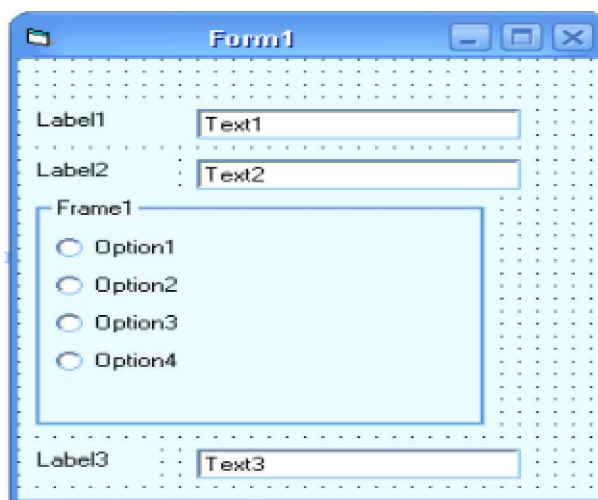 Form1
Label1 Text1
Label2 Text2
Frame1
Option1
Option2
Option3
Option4
Label3 Text3